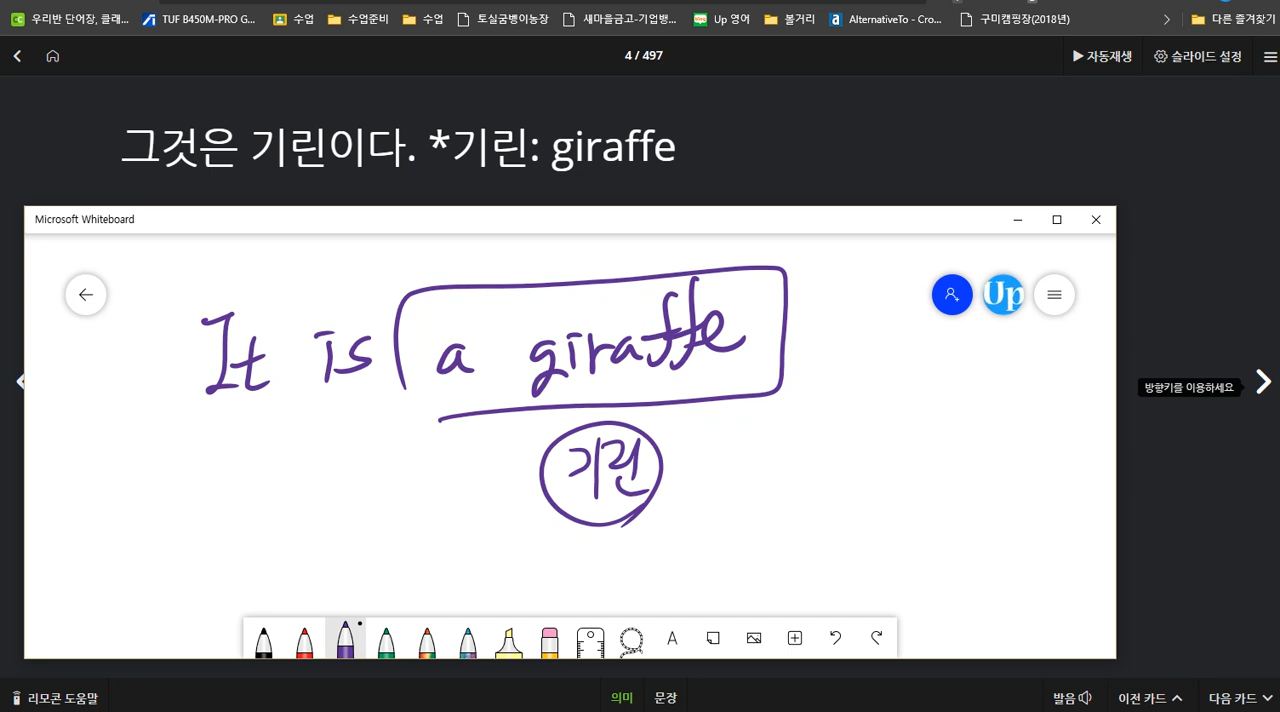 우리반 단어장, 클래... TUF B450M-PRO G... 수업 수업준비 수업 토실굼벵이농장 새마을금고-기업뱅... Up 영어 볼거리 a AlternativeTo - Cro... 구미캠핑장(2018년) 다른 즐겨찾기
4 / 497 자동재생 슬라이드 설정
그것은 기린이다. *기린: giraffe
Microsoft Whiteboard
Up
It is a giraffe
방향키를 이용하세요
기린
A
리모콘 도움말 의미 문장 발음 이전 카드 다음 카드